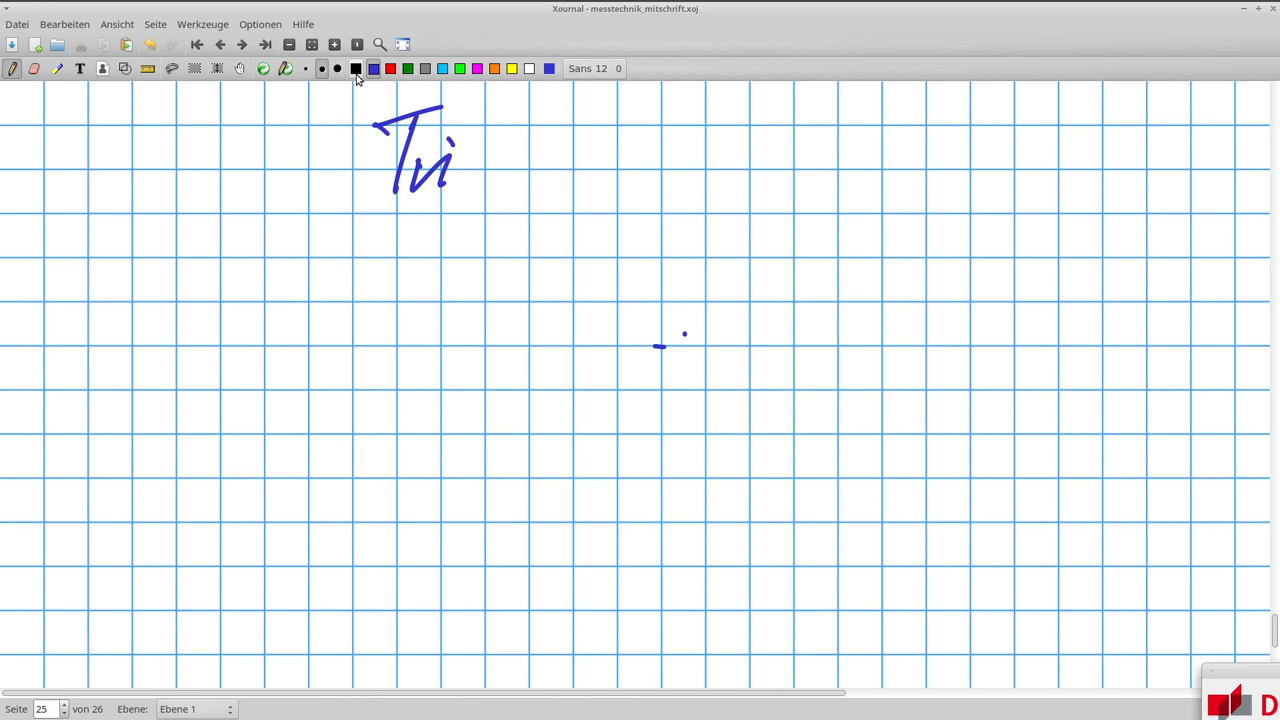 Xournal - messtechnik_mitschrift.xoj
Datei Bearbeiten Ansicht Seite Werkzeuge Optionen Hilfe
Sans 12 0
Tri
Seite 25 von 26 Ebene: Ebene 1
D